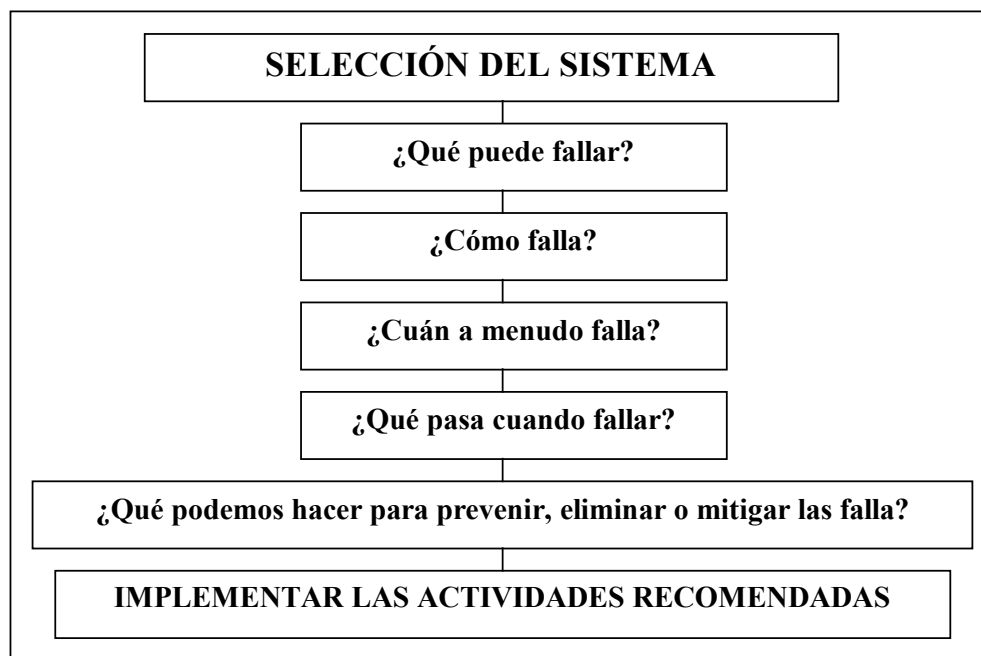 SELECCIÓN DEL SISTEMA
¿Qué puede fallar?
¿Cómo falla?
¿Cuán a menudo falla?
¿Qué pasa cuando fallar?
¿Qué podemos hacer para prevenir, eliminar o mitigar las falla?
IMPLEMENTAR LAS ACTIVIDADES RECOMENDADAS